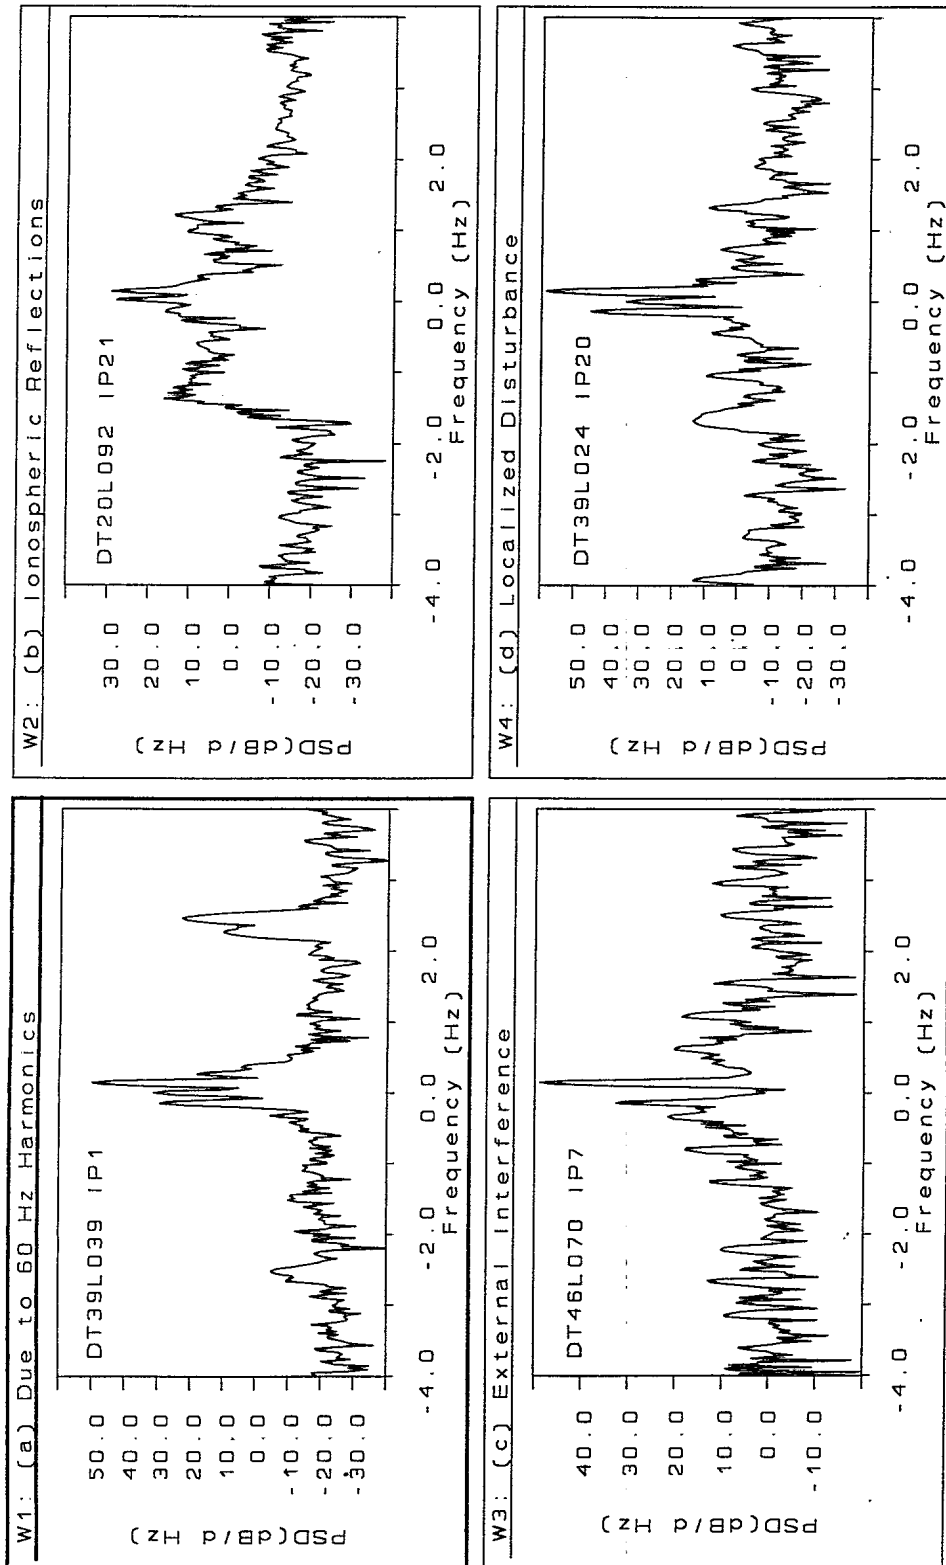 W1: (a) Due to 60 Hz Harmonics
DT39L039 IP1
PSD(dB/d Hz)
50.0
40.0
30.0
20.0
10.0
0.0
-10.0
-20.0
-30.0
-4.0
-2.0
0.0
2.0
Frequency (Hz)
W2: (b) Ionospheric Reflections
DT20L092 IP21
PSD(dB/d Hz)
30.0
20.0
10.0
0.0
-10.0
-20.0
-30.0
-4.0
-2.0
0.0
2.0
Frequency (Hz)
W3: (c) External Interference
DT46L070 IP7
PSD(dB/d Hz)
40.0
30.0
20.0
10.0
0.0
-10.0
-4.0
-2.0
0.0
2.0
Frequency (Hz)
W4: (d) Localized Disturbance
DT39L024 IP20
PSD(dB/d Hz)
50.0
40.0
30.0
20.0
10.0
0.0
-10.0
-20.0
-30.0
-4.0
-2.0
0.0
2.0
Frequency (Hz)